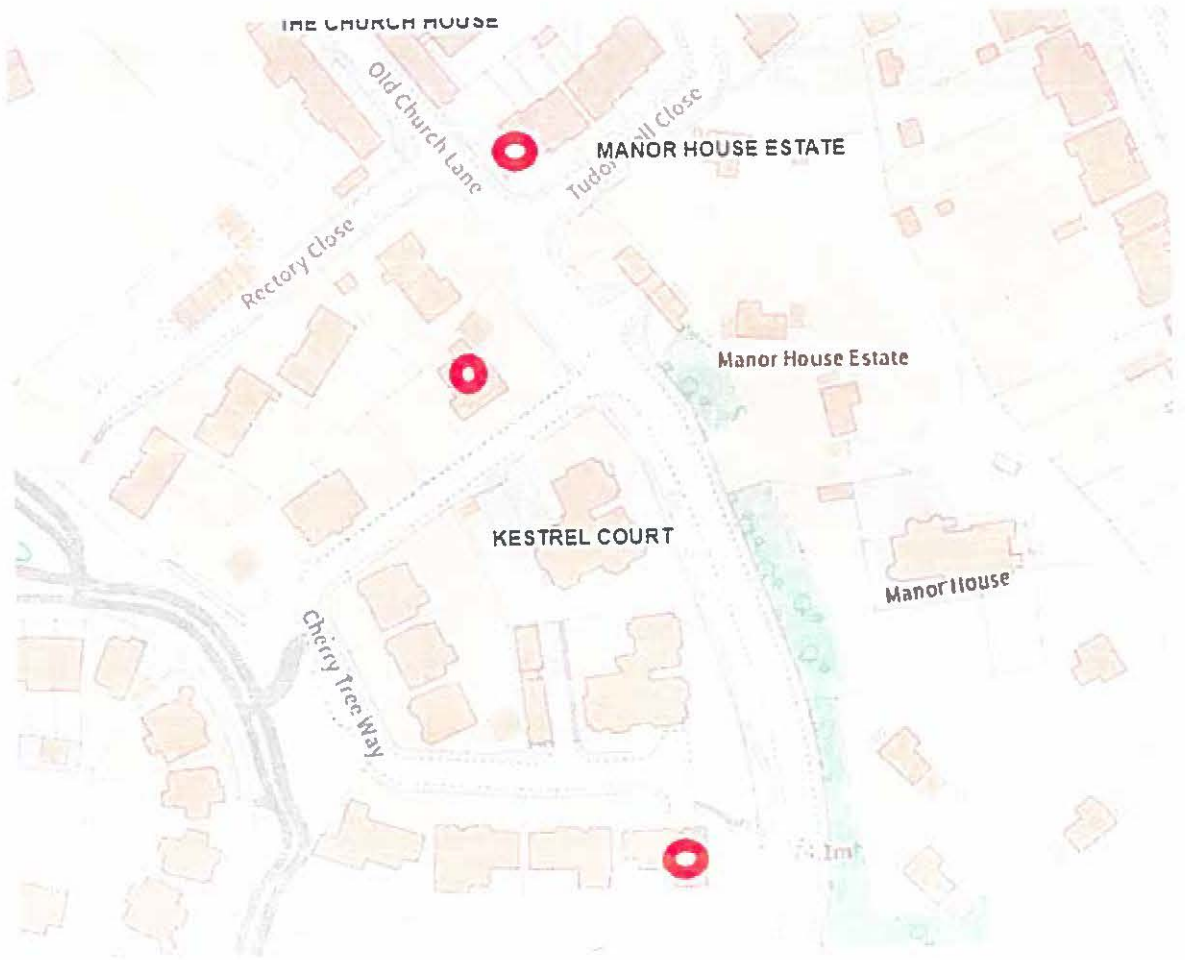 THE CHURCH HOUSE
Old Church Lane
MANOR HOUSE ESTATE
Close
Rectory Close
Manor House Estate
KESTREL COURT
Manor House
Cherry Tree Way